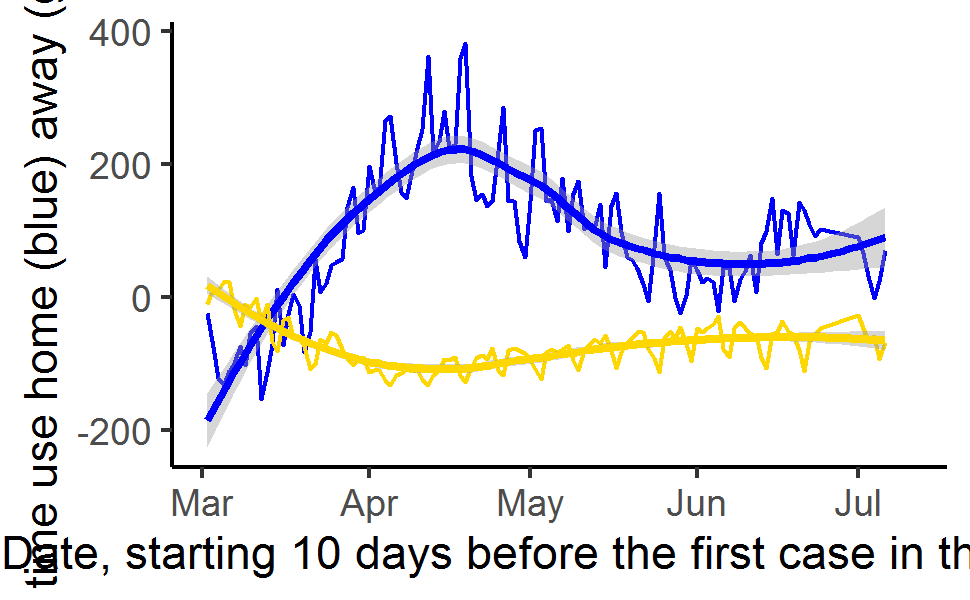 time use home (blue) away (
400
200
0
-200
Mar Apr May Jun Jul
Date, starting 10 days before the first case in th